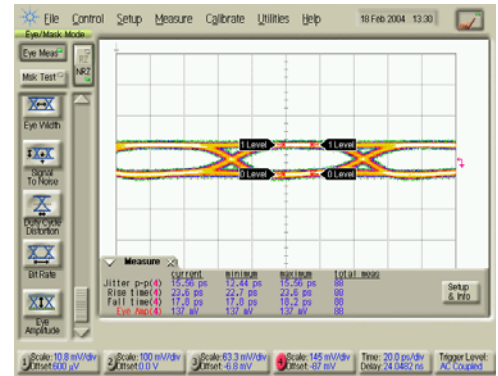 File Control Setup Measure Calibrate Utilities Help 18 Feb 2004 13:30
Eye/Mask Mode
Eye Meas
RZ
NRZ
Msk Test
Eye Width
Signal
To Noise
Duty Cycle
Distortion
Bit Rate
Eye
Amplitude
1 Level 1 Level
0 Level 0 Level
Measure
current minimum maximum total meas
Jitter p-p(4) 15.56 ps 12.44 ps 15.56 ps 88
Rise time(4) 23.6 ps 22.7 ps 23.6 ps 88
Fall time(4) 17.8 ps 17.8 ps 18.2 ps 88
Eye Amp(4) 137 mV 137 mV 137 mV 88
Setup
& Info
1 Scale: 10.8 mV/div
Offset: 600 µV
2 Scale: 100 mV/div
Offset: 0.0 V
3 Scale: 63.3 mV/div
Offset: -6.8 mV
4 Scale: 145 mV/div
Offset: -87 mV
Time: 20.0 ps/div
Delay: 24.0482 ns
Trigger Level:
AC Coupled